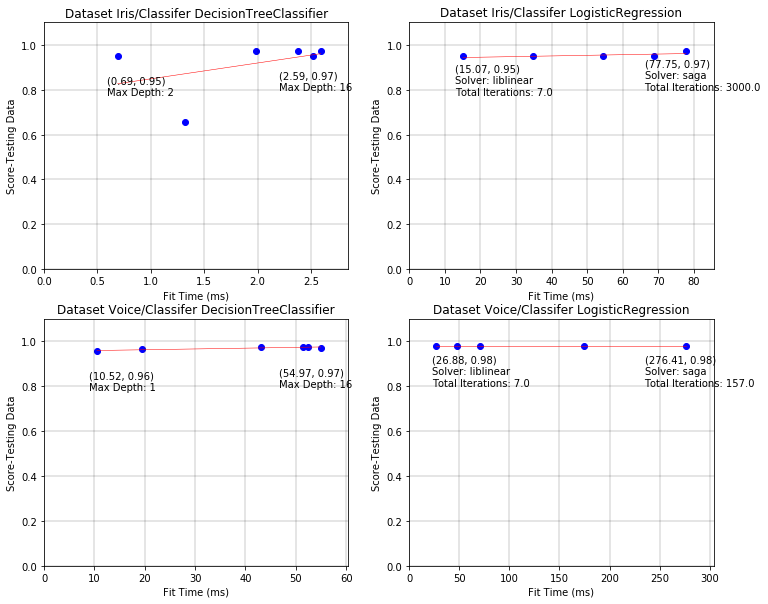 Dataset Iris/Classifer DecisionTreeClassifier
1.0
0.8
0.6
0.4
0.2
0.0
Score-Testing Data
(0.69, 0.95)
Max Depth: 2
(2.59, 0.97)
Max Depth: 16
0.0 0.5 1.0 1.5 2.0 2.5
Fit Time (ms)
Dataset Iris/Classifer LogisticRegression
1.0
0.8
0.6
0.4
0.2
0.0
Score-Testing Data
(15.07, 0.95)
Solver: liblinear
Total Iterations: 7.0
(77.75, 0.97)
Solver: saga
Total Iterations: 3000.0
0 10 20 30 40 50 60 70 80
Fit Time (ms)
Dataset Voice/Classifer DecisionTreeClassifier
1.0
0.8
0.6
0.4
0.2
0.0
Score-Testing Data
(10.52, 0.96)
Max Depth: 1
(54.97, 0.97)
Max Depth: 16
0 10 20 30 40 50 60
Fit Time (ms)
Dataset Voice/Classifer LogisticRegression
1.0
0.8
0.6
0.4
0.2
0.0
Score-Testing Data
(26.88, 0.98)
Solver: liblinear
Total Iterations: 7.0
(276.41, 0.98)
Solver: saga
Total Iterations: 157.0
0 50 100 150 200 250 300
Fit Time (ms)